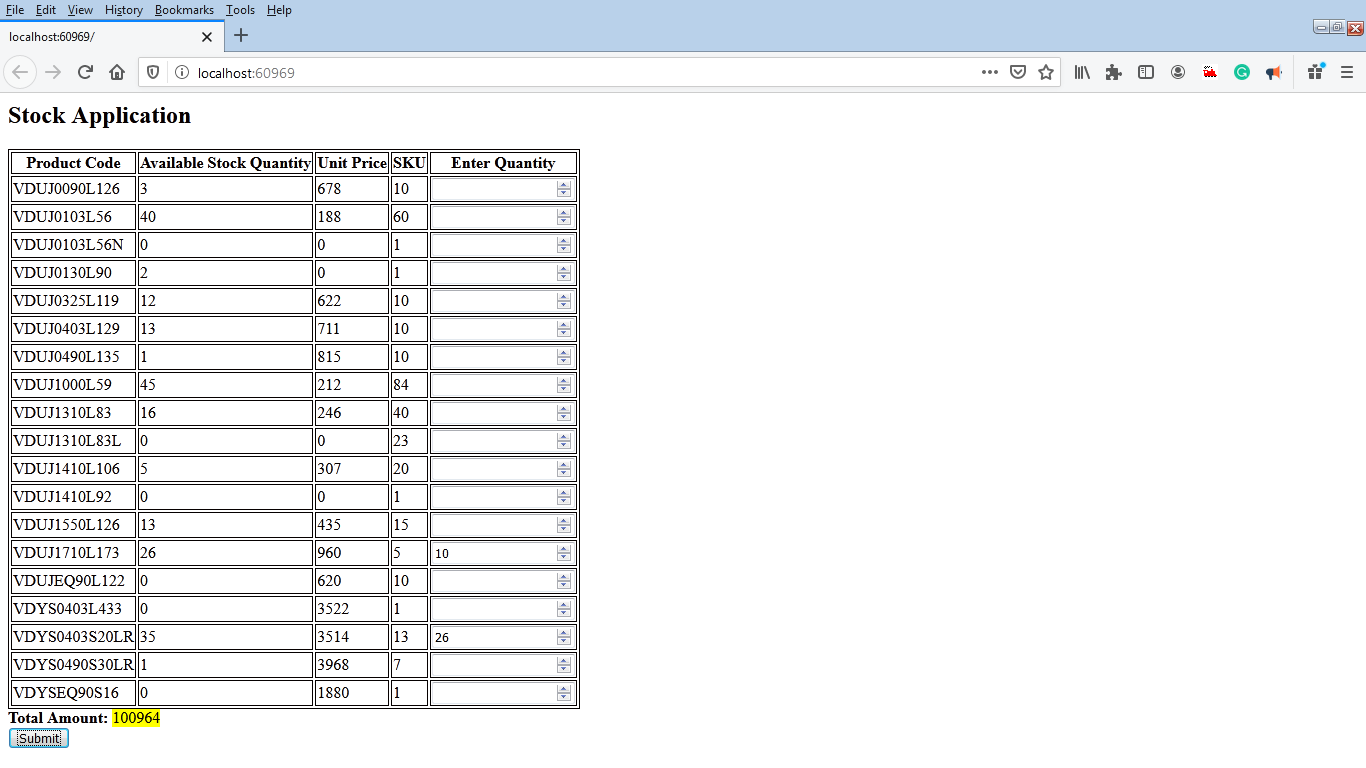 File Edit View History Bookmarks Tools Help
localhost:60969/
localhost:60969
Stock Application
Product Code Available Stock Quantity Unit Price SKU Enter Quantity
VDUJ0090L126 3 678 10
VDUJ0103L56 40 188 60
VDUJ0103L56N 0 0 1
VDUJ0130L90 2 0 1
VDUJ0325L119 12 622 10
VDUJ0403L129 13 711 10
VDUJ0490L135 1 815 10
VDUJ1000L59 45 212 84
VDUJ1310L83 16 246 40
VDUJ1310L83L 0 0 23
VDUJ1410L106 5 307 20
VDUJ1410L92 0 0 1
VDUJ1550L126 13 435 15
VDUJ1710L173 26 960 5 10
VDUJEQ90L122 0 620 10
VDYS0403L433 0 3522 1
VDYS0403S20LR 35 3514 13 26
VDYS0490S30LR 1 3968 7
VDYSEQ90S16 0 1880 1
Total Amount: 100964
Submit